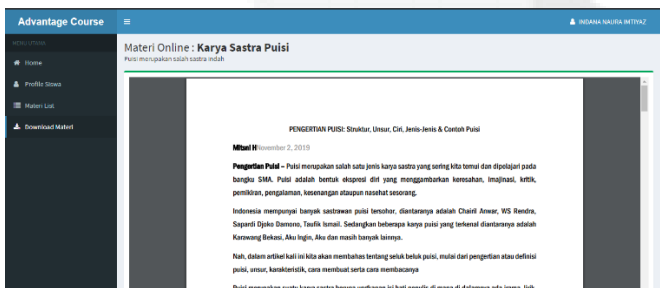 Advantage Course
INDANA NAURA IMTIYAZ
MENU UTAMA
Home
Profile Siswa
Materi List
Download Materi
Materi Online : Karya Sastra Puisi
Puisi merupakan salah sastra indah
PENGERTIAN PUISI: Struktur, Unsur, Ciri, Jenis-Jenis & Contoh Puisi
Mitsel H November 2, 2019
Pengertian Puisi – Puisi merupakan salah satu jenis karya sastra yang sering kita temui dan dipelajari pada
bangku SMA. Puisi adalah bentuk ekspresi diri yang menggambarkan keresahan, imajinasi, kritik,
pemikiran, pengalaman, kesenangan ataupun nasehat seseorang.
Indonesia mempunyai banyak sastrawan puisi tersohor, diantaranya adalah Chairil Anwar, WS Rendra,
Sapardi Djoko Damono, Taufik Ismail. Sedangkan beberapa karya puisi yang terkenal diantaranya adalah
Karawang Bekasi, Aku Ingin, Aku dan masih banyak lainnya.
Nah, dalam artikel kali ini kita akan membahas tentang seluk beluk puisi, mulai dari pengertian atau definisi
puisi, unsur, karakteristik, cara membuat serta cara membacanya